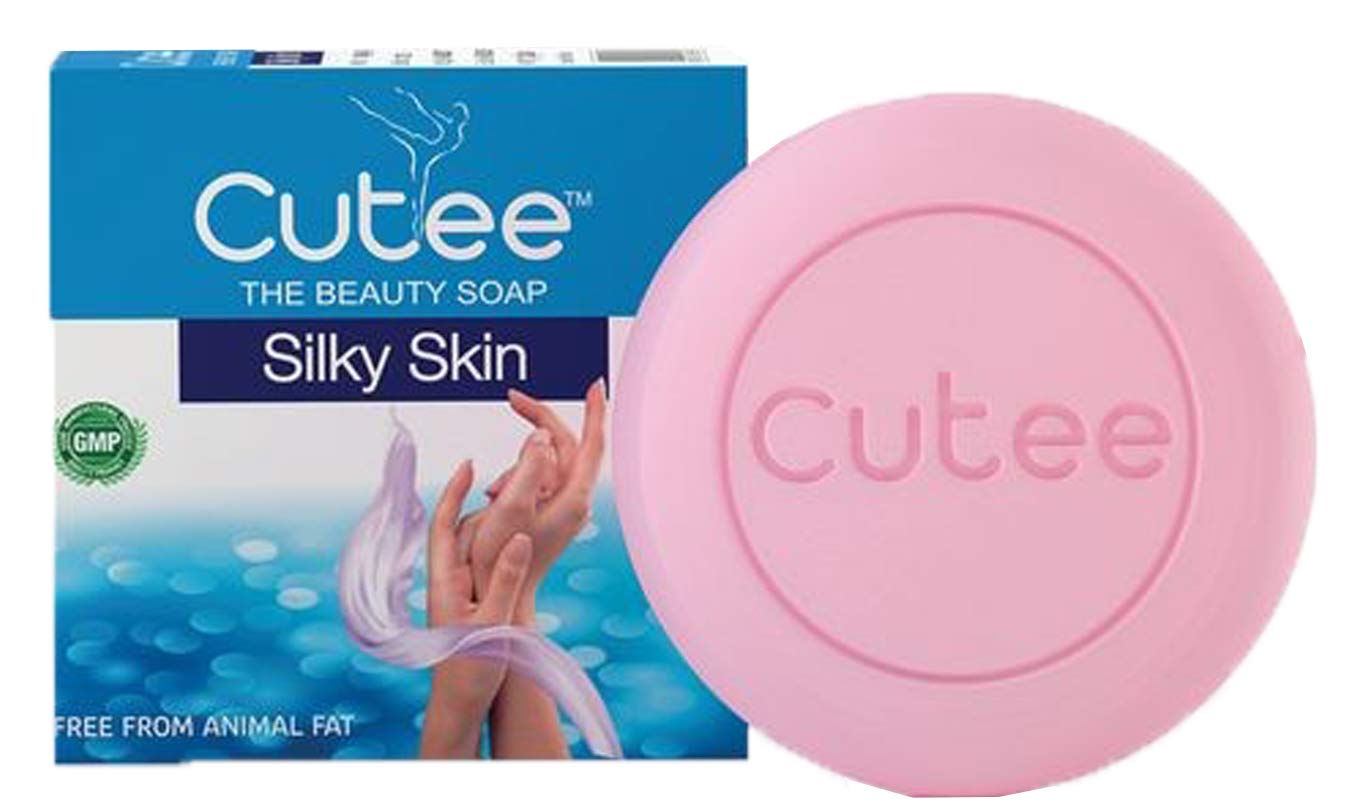 Cutee™
THE BEAUTY SOAP
Silky Skin
GMP
FREE FROM ANIMAL FAT
Cutee